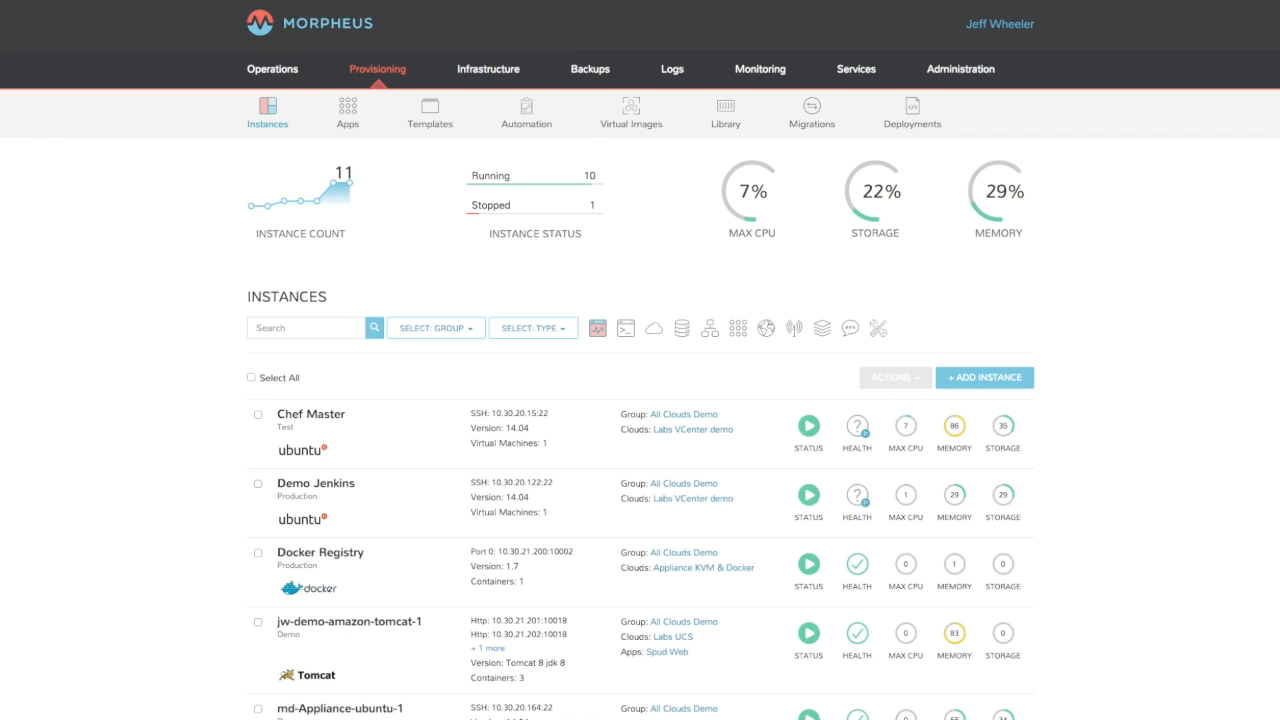 MORPHEUS
Jeff Wheeler
Operations Provisioning Infrastructure Backups Logs Monitoring Services Administration
Instances Apps Templates Automation Virtual Images Library Migrations Deployments
11
INSTANCE COUNT
Running 10
Stopped 1
INSTANCE STATUS
7%
MAX CPU
22%
STORAGE
29%
MEMORY
INSTANCES
Search SELECT: GROUP SELECT: TYPE
Select All
ACTIONS + ADD INSTANCE
Chef Master
Test
ubuntu
SSH: 10.30.20.15:22
Version: 14.04
Virtual Machines: 1
Group: All Clouds Demo
Clouds: Labs VCenter demo
? 7 86 35
STATUS HEALTH MAX CPU MEMORY STORAGE
Demo Jenkins
Production
ubuntu
SSH: 10.30.20.122:22
Version: 14.04
Virtual Machines: 1
Group: All Clouds Demo
Clouds: Labs VCenter demo
? 1 29 29
STATUS HEALTH MAX CPU MEMORY STORAGE
Docker Registry
Production
docker
Port 0: 10.30.21.200:10002
Version: 1.7
Containers: 1
Group: All Clouds Demo
Clouds: Appliance KVM & Docker
0 1 0
STATUS HEALTH MAX CPU MEMORY STORAGE
jw-demo-amazon-tomcat-1
Demo
Tomcat
Http: 10.30.21.201:10018
Http: 10.30.21.202:10018
+ 1 more
Version: Tomcat 8 jdk 8
Containers: 3
Group: All Clouds Demo
Clouds: Labs UCS
Apps: Spud Web
0 83 0
STATUS HEALTH MAX CPU MEMORY STORAGE
md-Appliance-ubuntu-1
SSH: 10.30.20.164:22
Group: All Clouds Demo